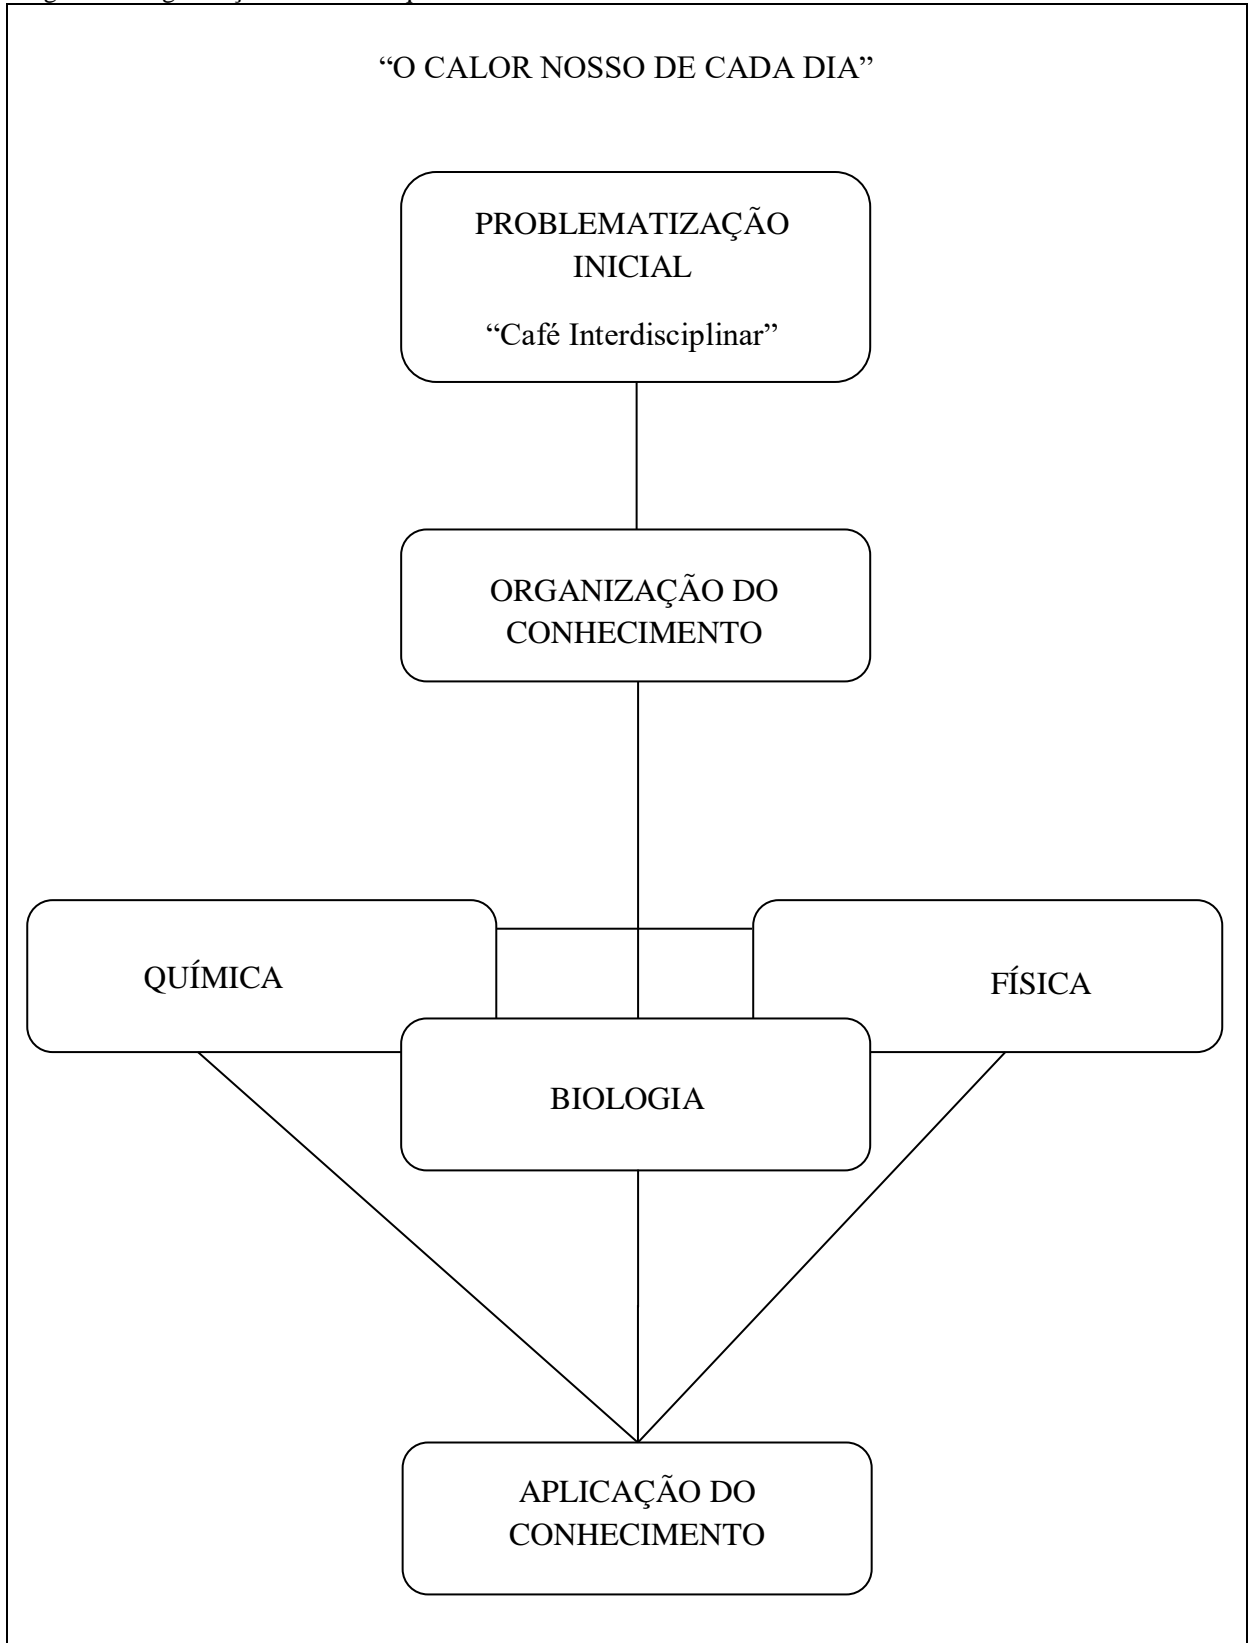 “O CALOR NOSSO DE CADA DIA”
PROBLEMATIZAÇÃO
INICIAL
“Café Interdisciplinar”
ORGANIZAÇÃO DO
CONHECIMENTO
QUÍMICA
FÍSICA
BIOLOGIA
APLICAÇÃO DO
CONHECIMENTO